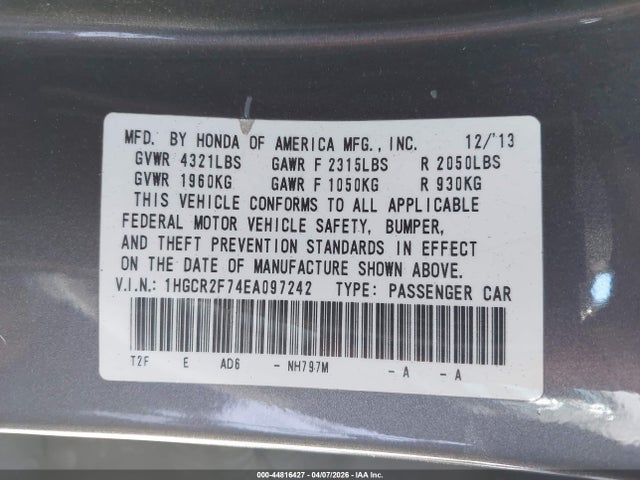 MFD. BY HONDA OF AMERICA MFG., INC. 12/'13
GVWR 4321LBS GAWR F 2315LBS R 2050LBS
GVWR 1960KG GAWR F 1050KG R 930KG
THIS VEHICLE CONFORMS TO ALL APPLICABLE
FEDERAL MOTOR VEHICLE SAFETY, BUMPER,
AND THEFT PREVENTION STANDARDS IN EFFECT
ON THE DATE OF MANUFACTURE SHOWN ABOVE.
V.I.N.: 1HGCR2F74EA097242 TYPE: PASSENGER CAR
T2F E AD6 - NH797M - A - A
000-44816427 | 04/07/2026 | IAA Inc.